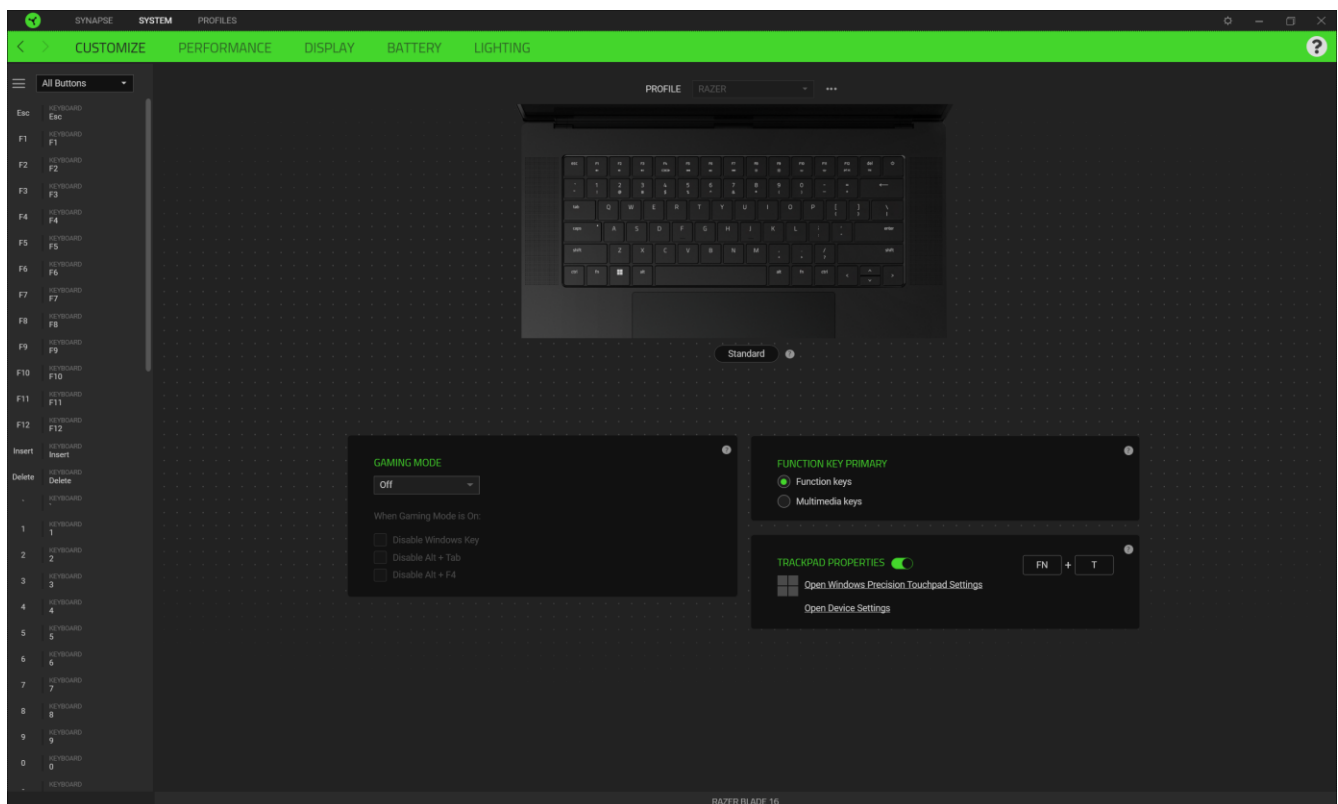 SYNAPSE SYSTEM PROFILES
CUSTOMIZE PERFORMANCE DISPLAY BATTERY LIGHTING ?
All Buttons
PROFILE RAZER •••
Esc KEYBOARD Esc
F1 KEYBOARD F1
F2 KEYBOARD F2
F3 KEYBOARD F3
F4 KEYBOARD F4
F5 KEYBOARD F5
F6 KEYBOARD F6
F7 KEYBOARD F7
F8 KEYBOARD F8
F9 KEYBOARD F9
F10 KEYBOARD F10
F11 KEYBOARD F11
F12 KEYBOARD F12
Insert KEYBOARD Insert
Delete KEYBOARD Delete
` KEYBOARD `
1 KEYBOARD 1
2 KEYBOARD 2
3 KEYBOARD 3
4 KEYBOARD 4
5 KEYBOARD 5
6 KEYBOARD 6
7 KEYBOARD 7
8 KEYBOARD 8
9 KEYBOARD 9
0 KEYBOARD 0
- KEYBOARD
Q W E R T Y U I O P
A S D F G H J K L
Z X C V B N M
Standard ?
GAMING MODE
Off
When Gaming Mode is On:
Disable Windows Key
Disable Alt + Tab
Disable Alt + F4
FUNCTION KEY PRIMARY
Function keys
Multimedia keys
TRACKPAD PROPERTIES FN + T
Open Windows Precision Touchpad Settings
Open Device Settings
RAZER BLADE 16